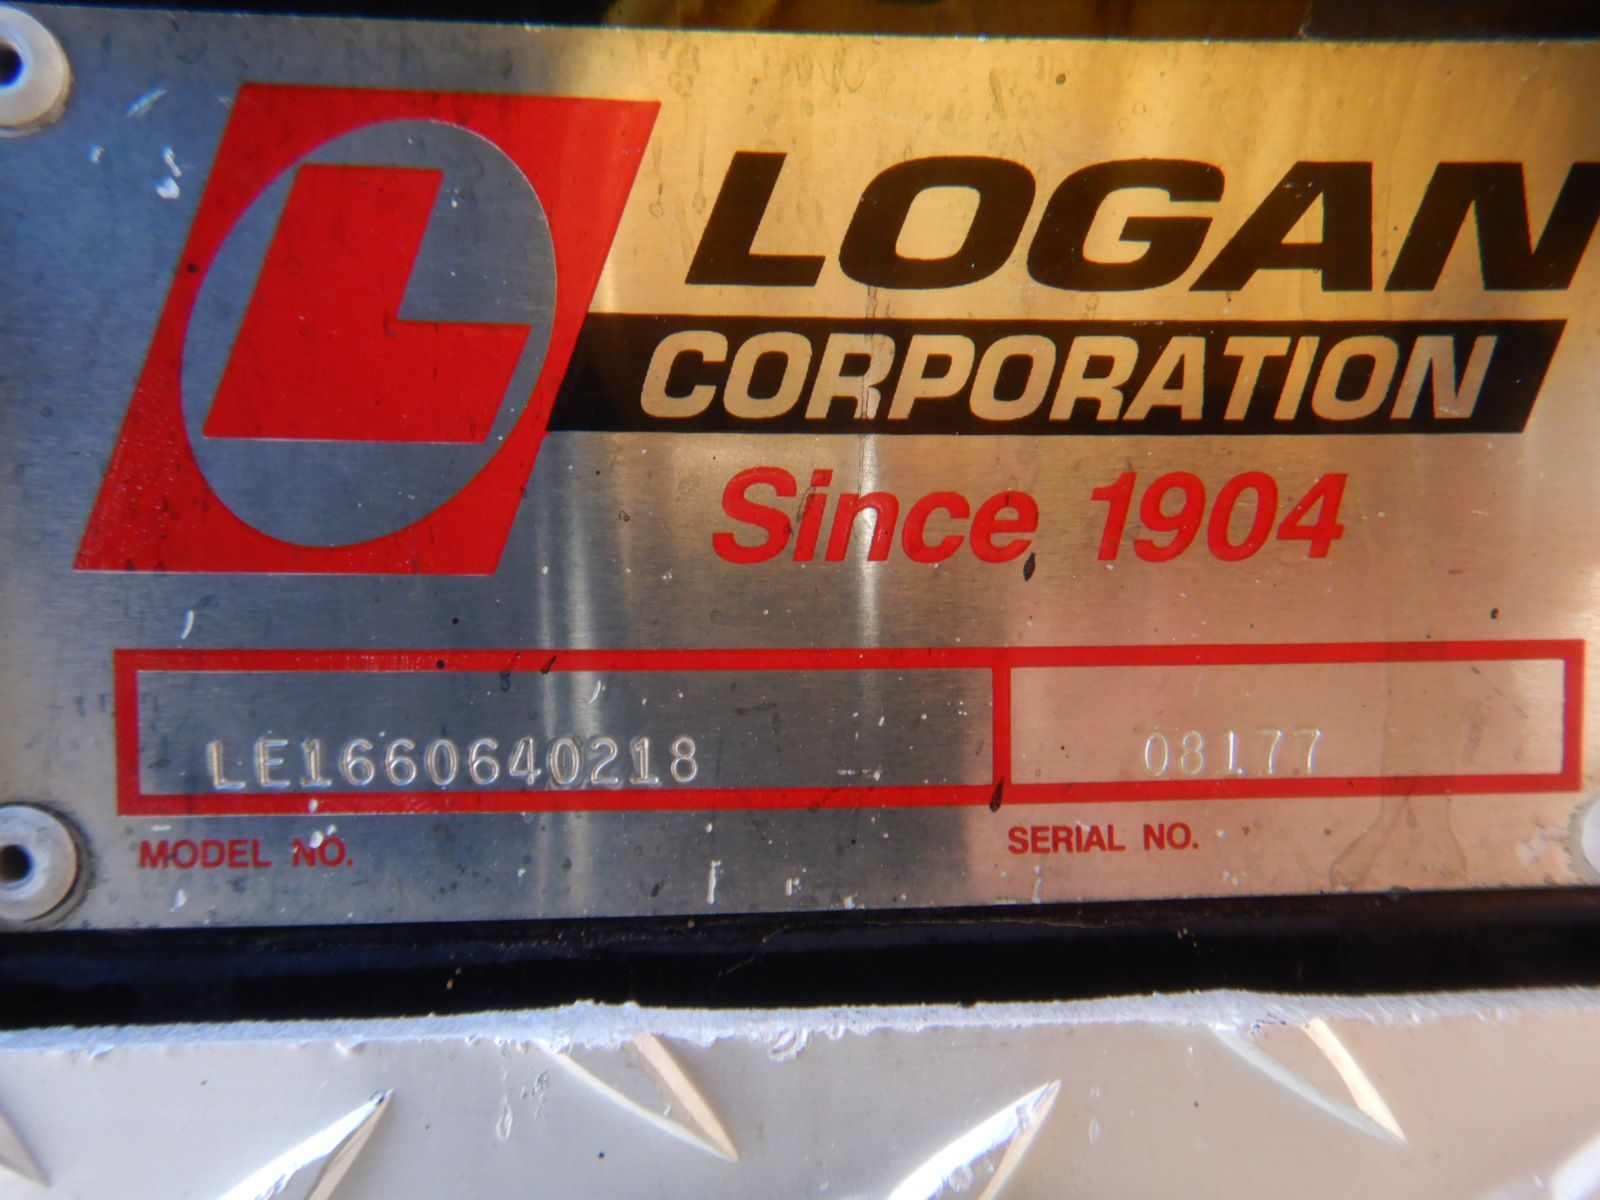 L
LOGAN
CORPORATION
Since 1904
LE1660640218
08177
MODEL NO.
SERIAL NO.